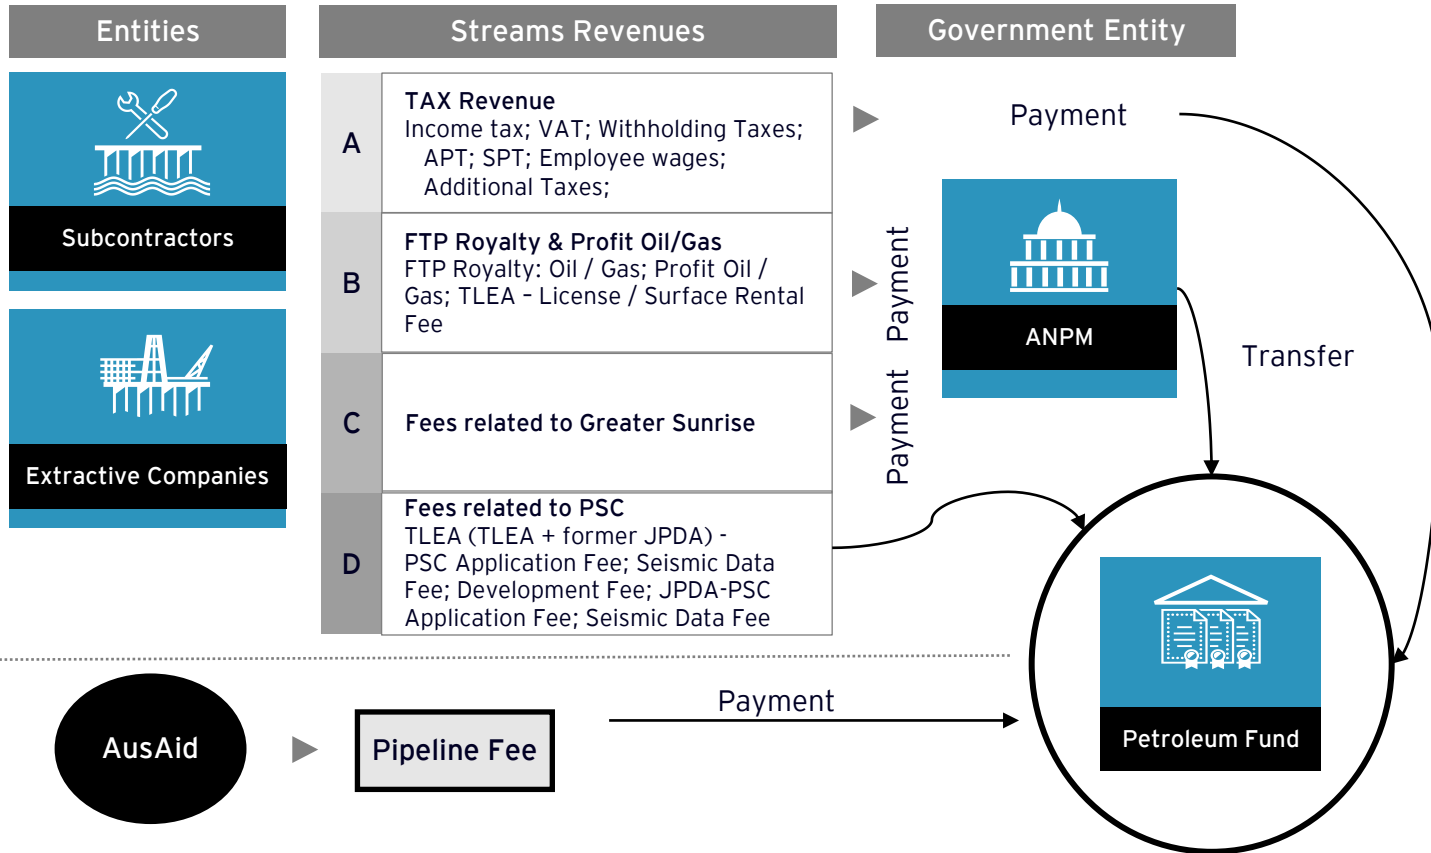 Entities
Streams Revenues
Government Entity
Subcontractors
Extractive Companies
A
TAX Revenue
Income tax; VAT; Withholding Taxes;
APT; SPT; Employee wages;
Additional Taxes;
B
FTP Royalty & Profit Oil/Gas
FTP Royalty: Oil / Gas; Profit Oil /
Gas; TLEA – License / Surface Rental
Fee
C
Fees related to Greater Sunrise
D
Fees related to PSC
TLEA (TLEA + former JPDA) -
PSC Application Fee; Seismic Data
Fee; Development Fee; JPDA-PSC
Application Fee; Seismic Data Fee
Payment
Payment
Payment
ANPM
Transfer
Petroleum Fund
AusAid
Pipeline Fee
Payment